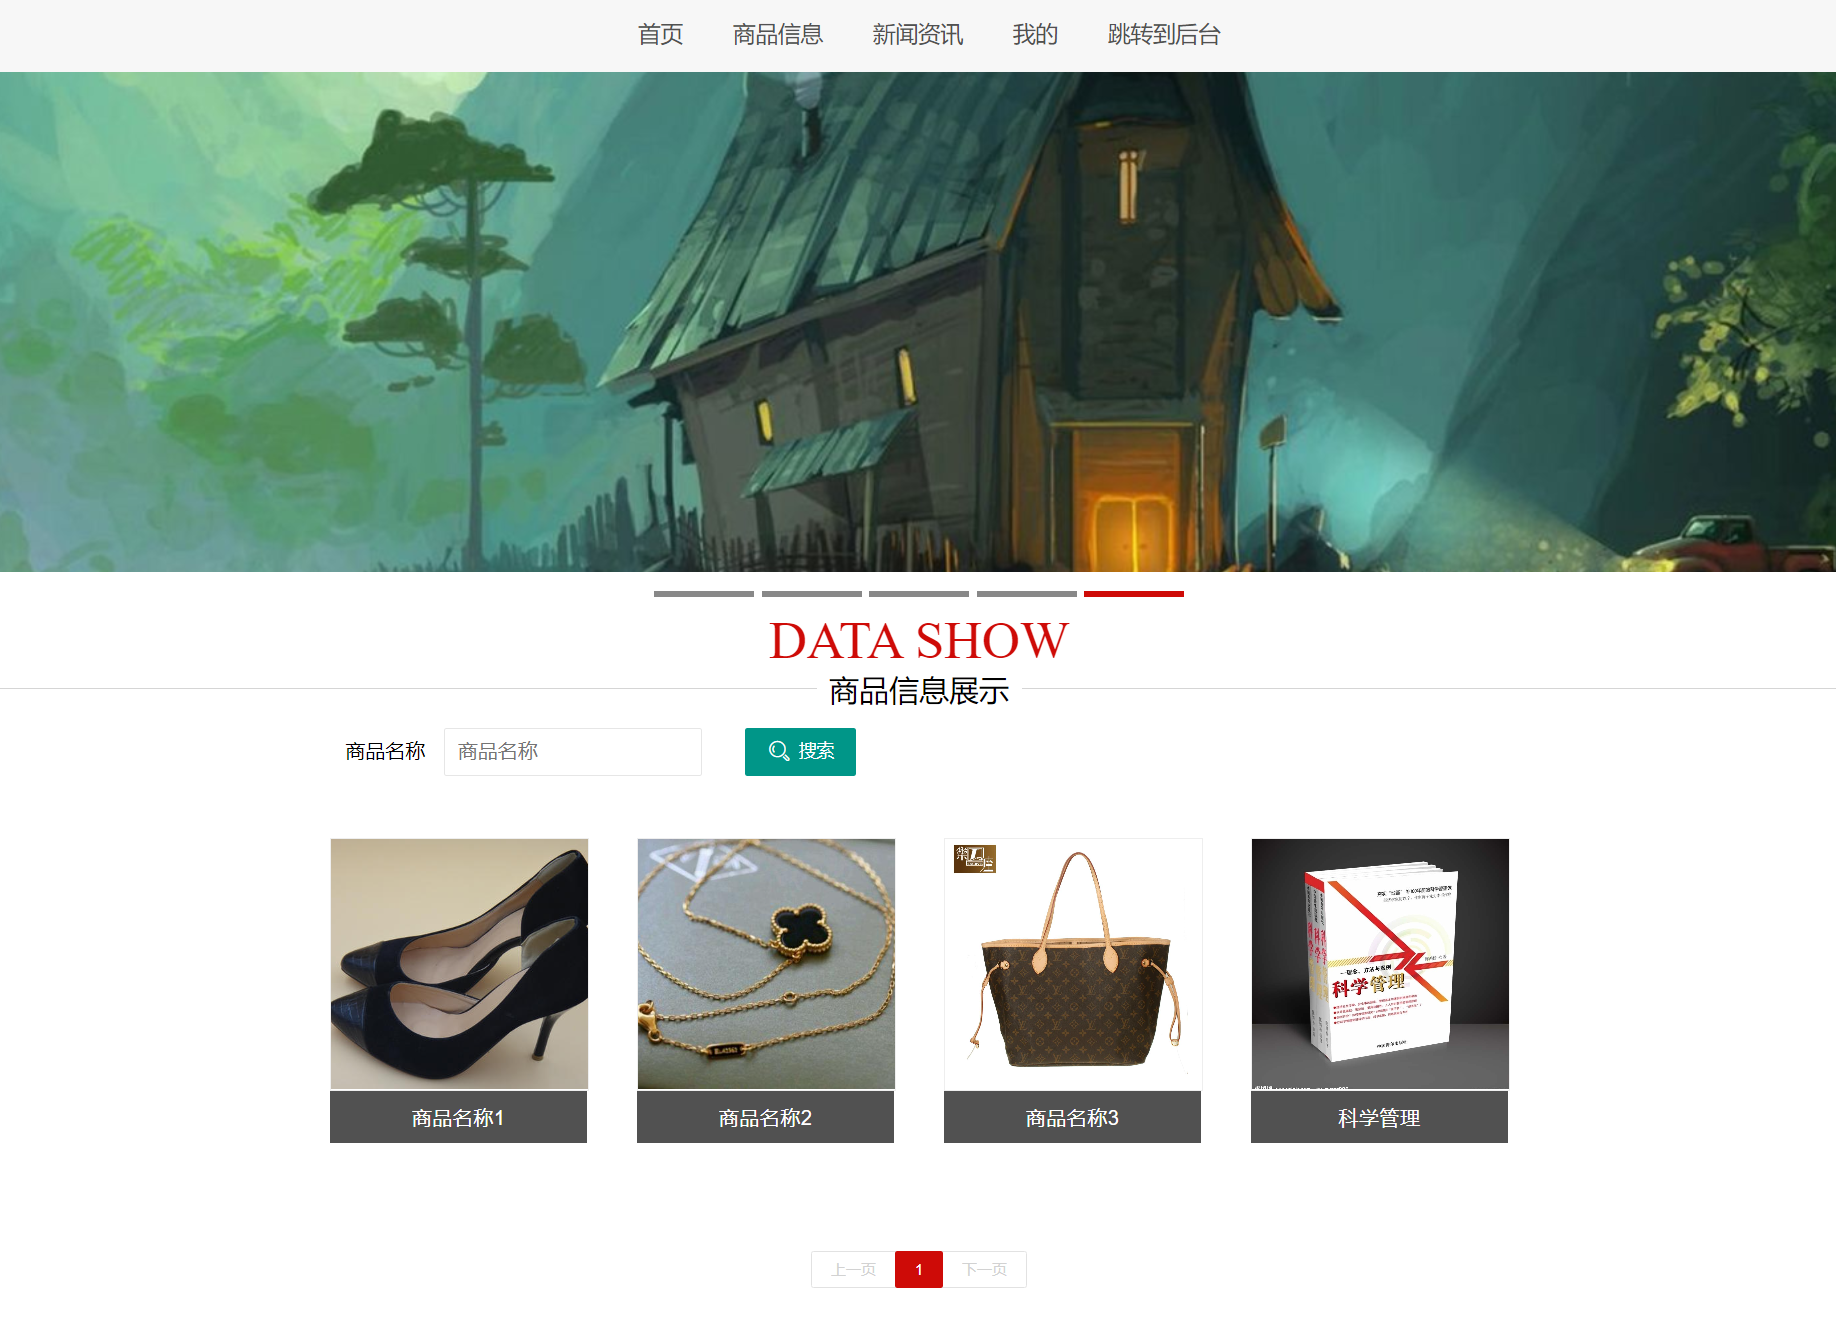 首页 商品信息 新闻资讯 我的 跳转到后台
DATA SHOW
商品信息展示
商品名称 商品名称 搜索
科学管理
商品名称1 商品名称2 商品名称3 科学管理
上一页 1 下一页